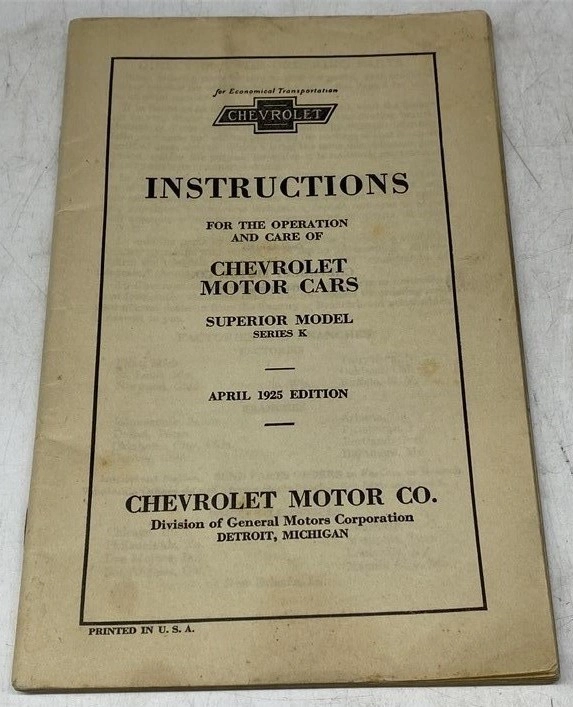 for Economical Transportation
CHEVROLET
INSTRUCTIONS
FOR THE OPERATION
AND CARE OF
CHEVROLET
MOTOR CARS
SUPERIOR MODEL
SERIES K
APRIL 1925 EDITION
CHEVROLET MOTOR CO.
Division of General Motors Corporation
DETROIT, MICHIGAN
PRINTED IN U. S. A.